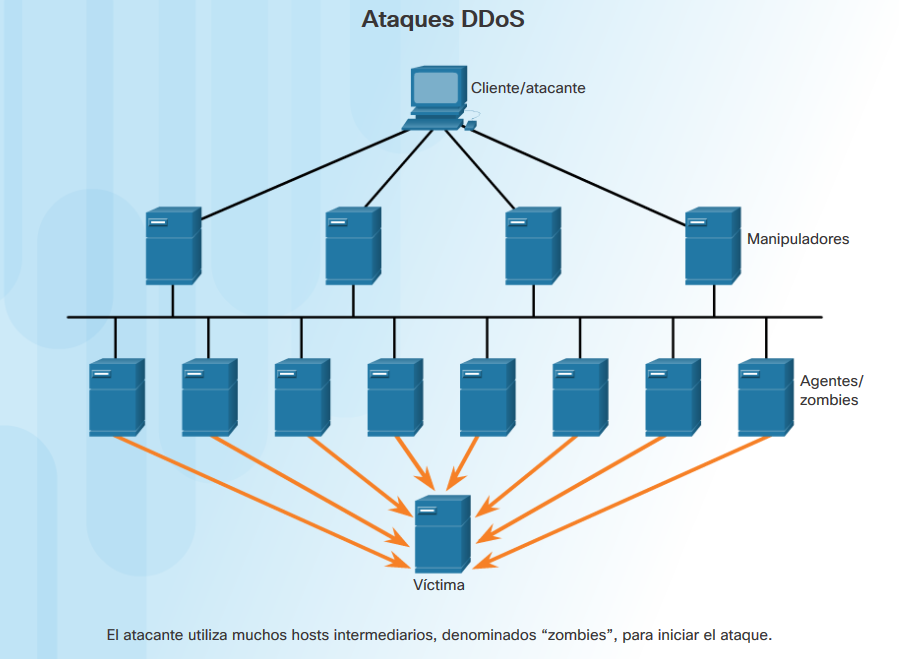 Ataques DDoS
Cliente/atacante
Manipuladores
Agentes/
zombies
Víctima
El atacante utiliza muchos hosts intermediarios, denominados “zombies”, para iniciar el ataque.